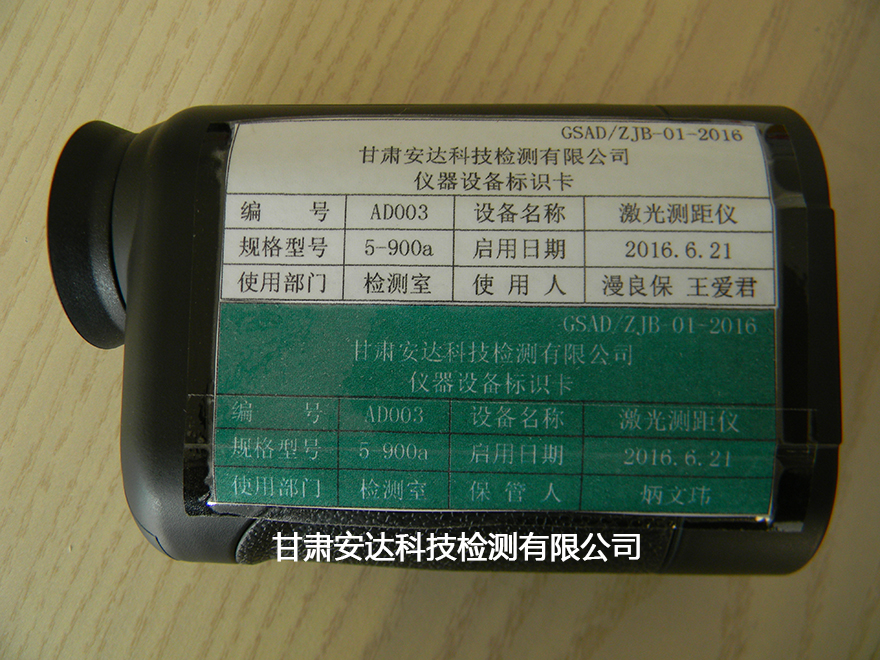 GSAD/ZJB-01-2016
甘肃安达科技检测有限公司
仪器设备标识卡
编 号 AD003 设备名称 激光测距仪
规格型号 5-900a 启用日期 2016.6.21
使用部门 检测室 使用人 漫良保 王爱君
GSAD/ZJB-01-2016
甘肃安达科技检测有限公司
仪器设备标识卡
编 号 AD003 设备名称 激光测距仪
规格型号 5-900a 启用日期 2016.6.21
使用部门 检测室 保管人 炳文玮
甘肃安达科技检测有限公司